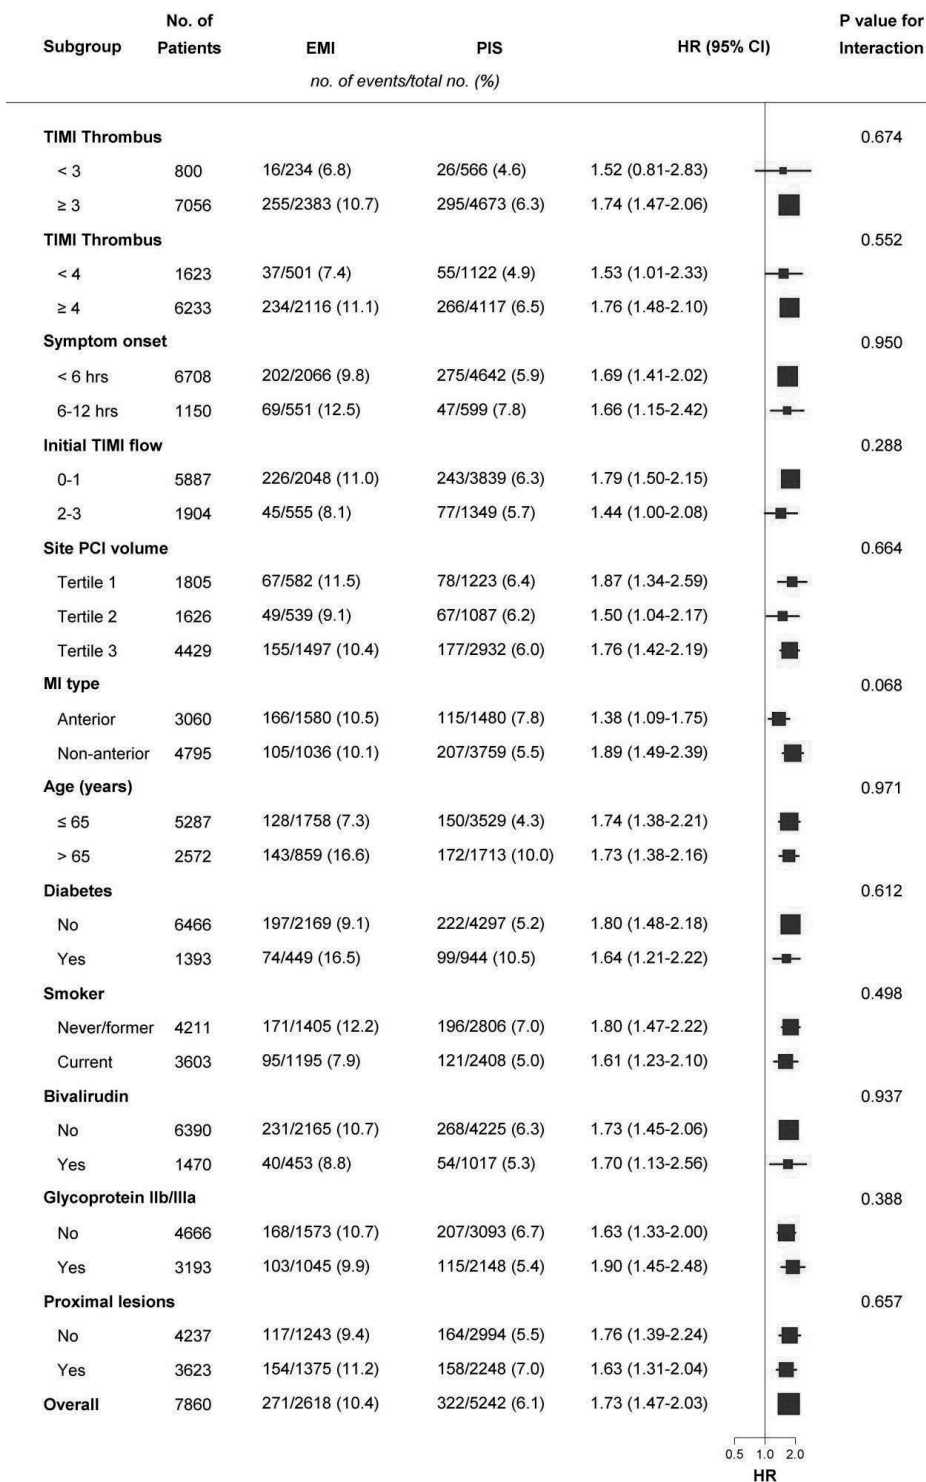 No. of P value for
Subgroup Patients EMI PIS HR (95% CI) Interaction
no. of events/total no. (%)
TIMI Thrombus 0.674
< 3 800 16/234 (6.8) 26/566 (4.6) 1.52 (0.81-2.83)
≥ 3 7056 255/2383 (10.7) 295/4673 (6.3) 1.74 (1.47-2.06)
TIMI Thrombus 0.552
< 4 1623 37/501 (7.4) 55/1122 (4.9) 1.53 (1.01-2.33)
≥ 4 6233 234/2116 (11.1) 266/4117 (6.5) 1.76 (1.48-2.10)
Symptom onset 0.950
< 6 hrs 6708 202/2066 (9.8) 275/4642 (5.9) 1.69 (1.41-2.02)
6-12 hrs 1150 69/551 (12.5) 47/599 (7.8) 1.66 (1.15-2.42)
Initial TIMI flow 0.288
0-1 5887 226/2048 (11.0) 243/3839 (6.3) 1.79 (1.50-2.15)
2-3 1904 45/555 (8.1) 77/1349 (5.7) 1.44 (1.00-2.08)
Site PCI volume 0.664
Tertile 1 1805 67/582 (11.5) 78/1223 (6.4) 1.87 (1.34-2.59)
Tertile 2 1626 49/539 (9.1) 67/1087 (6.2) 1.50 (1.04-2.17)
Tertile 3 4429 155/1497 (10.4) 177/2932 (6.0) 1.76 (1.42-2.19)
MI type 0.068
Anterior 3060 166/1580 (10.5) 115/1480 (7.8) 1.38 (1.09-1.75)
Non-anterior 4795 105/1036 (10.1) 207/3759 (5.5) 1.89 (1.49-2.39)
Age (years) 0.971
≤ 65 5287 128/1758 (7.3) 150/3529 (4.3) 1.74 (1.38-2.21)
> 65 2572 143/859 (16.6) 172/1713 (10.0) 1.73 (1.38-2.16)
Diabetes 0.612
No 6466 197/2169 (9.1) 222/4297 (5.2) 1.80 (1.48-2.18)
Yes 1393 74/449 (16.5) 99/944 (10.5) 1.64 (1.21-2.22)
Smoker 0.498
Never/former 4211 171/1405 (12.2) 196/2806 (7.0) 1.80 (1.47-2.22)
Current 3603 95/1195 (7.9) 121/2408 (5.0) 1.61 (1.23-2.10)
Bivalirudin 0.937
No 6390 231/2165 (10.7) 268/4225 (6.3) 1.73 (1.45-2.06)
Yes 1470 40/453 (8.8) 54/1017 (5.3) 1.70 (1.13-2.56)
Glycoprotein IIb/IIIa 0.388
No 4666 168/1573 (10.7) 207/3093 (6.7) 1.63 (1.33-2.00)
Yes 3193 103/1045 (9.9) 115/2148 (5.4) 1.90 (1.45-2.48)
Proximal lesions 0.657
No 4237 117/1243 (9.4) 164/2994 (5.5) 1.76 (1.39-2.24)
Yes 3623 154/1375 (11.2) 158/2248 (7.0) 1.63 (1.31-2.04)
Overall 7860 271/2618 (10.4) 322/5242 (6.1) 1.73 (1.47-2.03)
0.5 1.0 2.0
HR